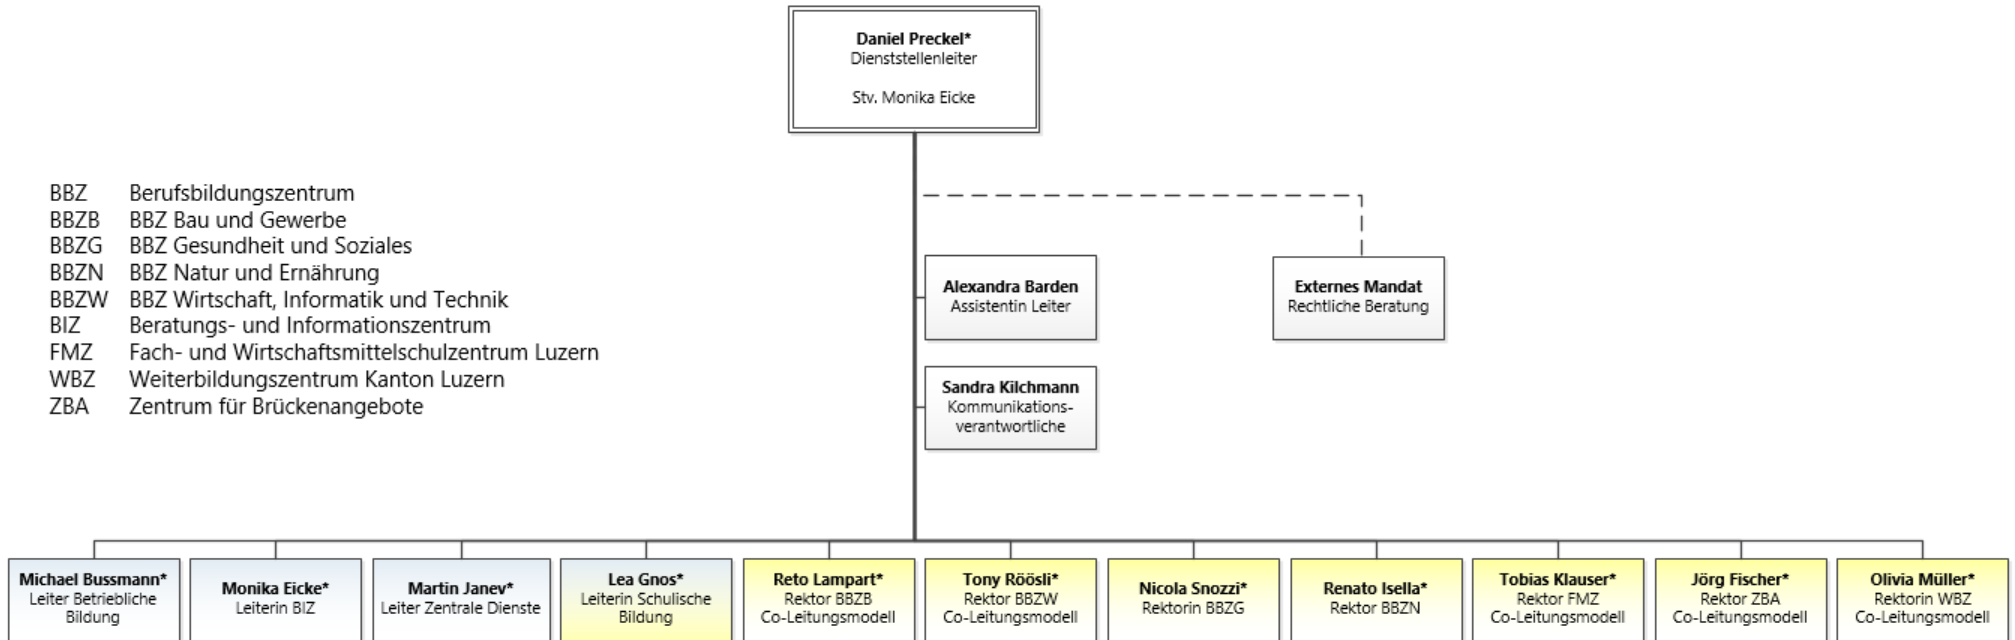 Daniel Preckel*
Dienststellenleiter
Stv. Monika Eicke
BBZ Berufsbildungszentrum
BBZB BBZ Bau und Gewerbe
BBZG BBZ Gesundheit und Soziales
BBZN BBZ Natur und Ernährung
BBZW BBZ Wirtschaft, Informatik und Technik
BIZ Beratungs- und Informationszentrum
FMZ Fach- und Wirtschaftsmittelschulzentrum Luzern
WBZ Weiterbildungszentrum Kanton Luzern
ZBA Zentrum für Brückenangebote
Alexandra Barden
Assistentin Leiter
Externes Mandat
Rechtliche Beratung
Sandra Kilchmann
Kommunikations-
verantwortliche
Michael Bussmann*
Leiter Betriebliche
Bildung
Monika Eicke*
Leiterin BIZ
Martin Janev*
Leiter Zentrale Dienste
Lea Gnos*
Leiterin Schulische
Bildung
Reto Lampart*
Rektor BBZB
Co-Leitungsmodell
Tony Röösli*
Rektor BBZW
Co-Leitungsmodell
Nicola Snozzi*
Rektorin BBZG
Renato Isella*
Rektor BBZN
Tobias Klauser*
Rektor FMZ
Co-Leitungsmodell
Jörg Fischer*
Rektor ZBA
Co-Leitungsmodell
Olivia Müller*
Rektorin WBZ
Co-Leitungsmodell